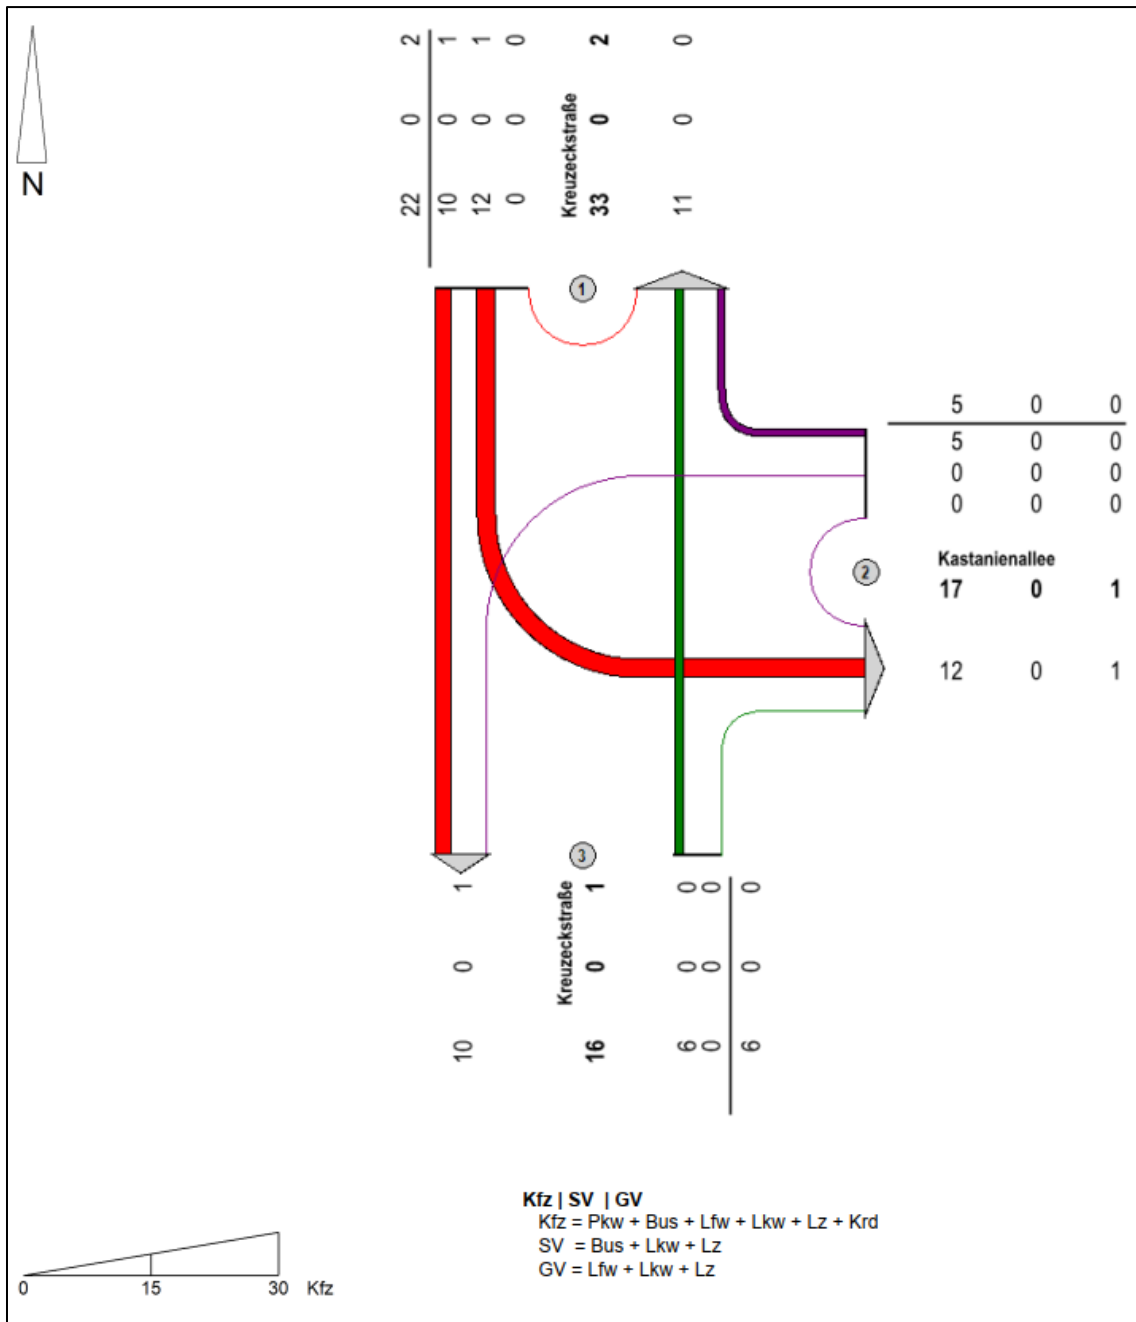 2 1 1 0 2 0
0 0 0 0 0 0
22 10 12 0 33 11
Kreuzeckstraße
N
1
5 0 0
5 0 0
0 0 0
0 0 0
Kastanienallee
2
17 0 1
12 0 1
3
1 1 0 0 0
0 0 0 0 0
10 16 6 0 6
Kreuzeckstraße
Kfz | SV | GV
Kfz = Pkw + Bus + Lfw + Lkw + Lz + Krd
SV = Bus + Lkw + Lz
GV = Lfw + Lkw + Lz
0 15 30 Kfz